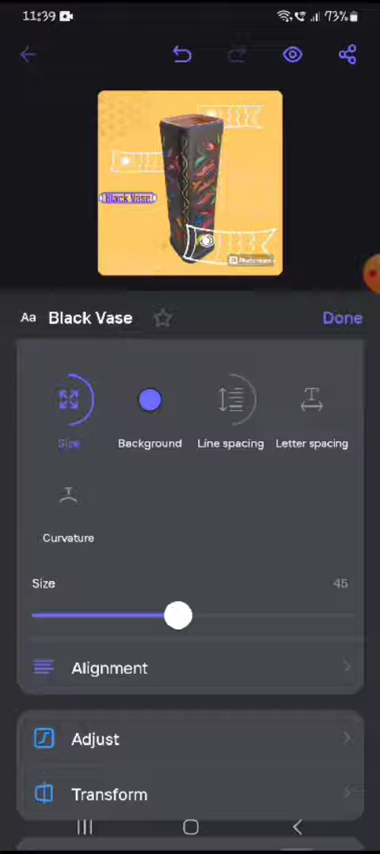 11:39
73%
Black Vase
Aa Black Vase
Done
Size
Background
Line spacing
Letter spacing
Curvature
Size
45
Alignment
Adjust
Transform